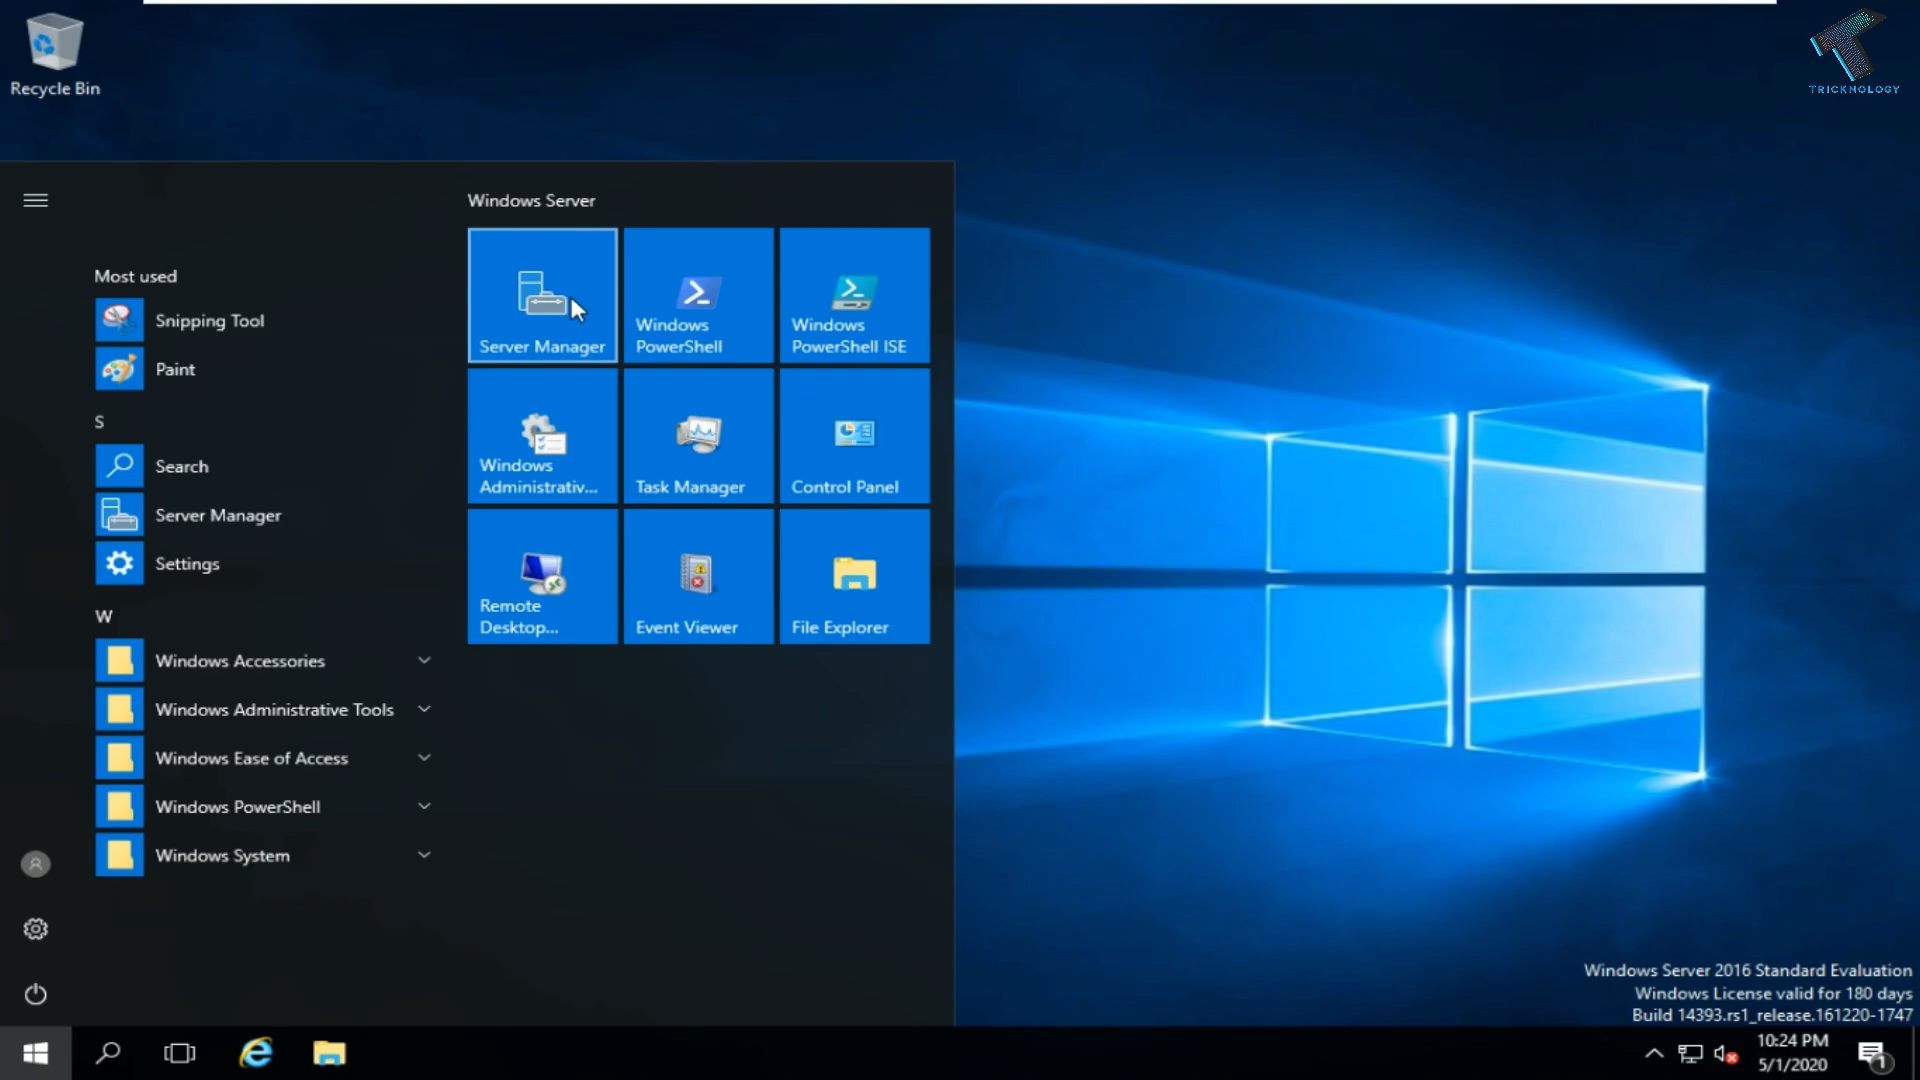 Recycle Bin
TRICKNOLOGY
Windows Server
Most used
Snipping Tool
Paint
S
Search
Server Manager
Settings
W
Windows Accessories
Windows Administrative Tools
Windows Ease of Access
Windows PowerShell
Windows System
Server Manager
Windows
PowerShell
Windows
PowerShell ISE
Windows
Administrativ...
Task Manager
Control Panel
Remote
Desktop...
Event Viewer
File Explorer
Windows Server 2016 Standard Evaluation
Windows License valid for 180 days
Build 14393.rs1_release.161220-1747
10:24 PM
5/1/2020
1